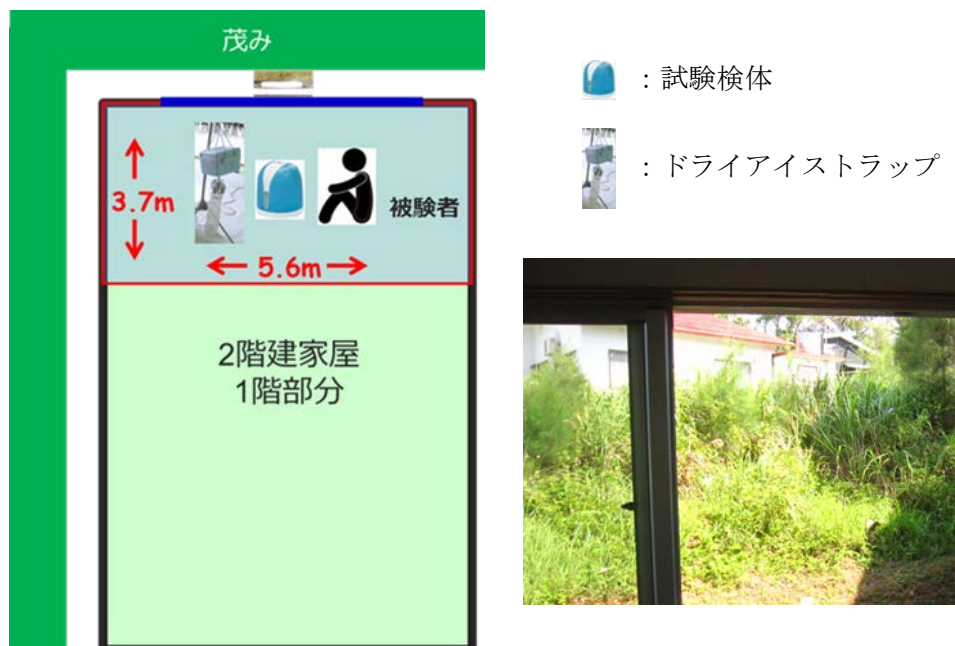 茂み
3.7m
被験者
5.6m
2階建家屋
1階部分
：試験検体
：ドライアイストラップ